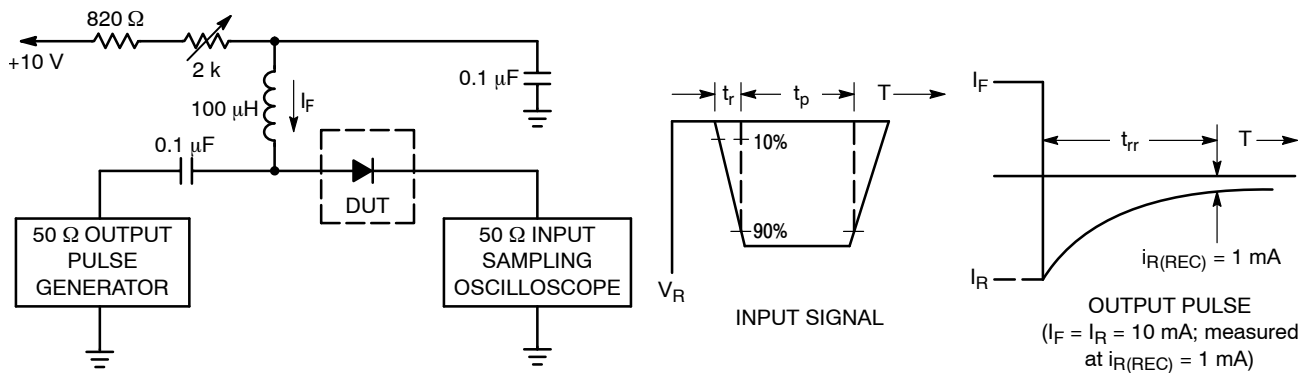 820 Ω
+10 V
2 k
0.1 μF
100 μH
I_F
0.1 μF
DUT
50 Ω OUTPUT
PULSE
GENERATOR
50 Ω INPUT
SAMPLING
OSCILLOSCOPE
t_r
t_p
T
10%
90%
V_R
INPUT SIGNAL
I_F
t_rr
T
i_R(REC) = 1 mA
I_R
OUTPUT PULSE
(I_F = I_R = 10 mA; measured
at i_R(REC) = 1 mA)